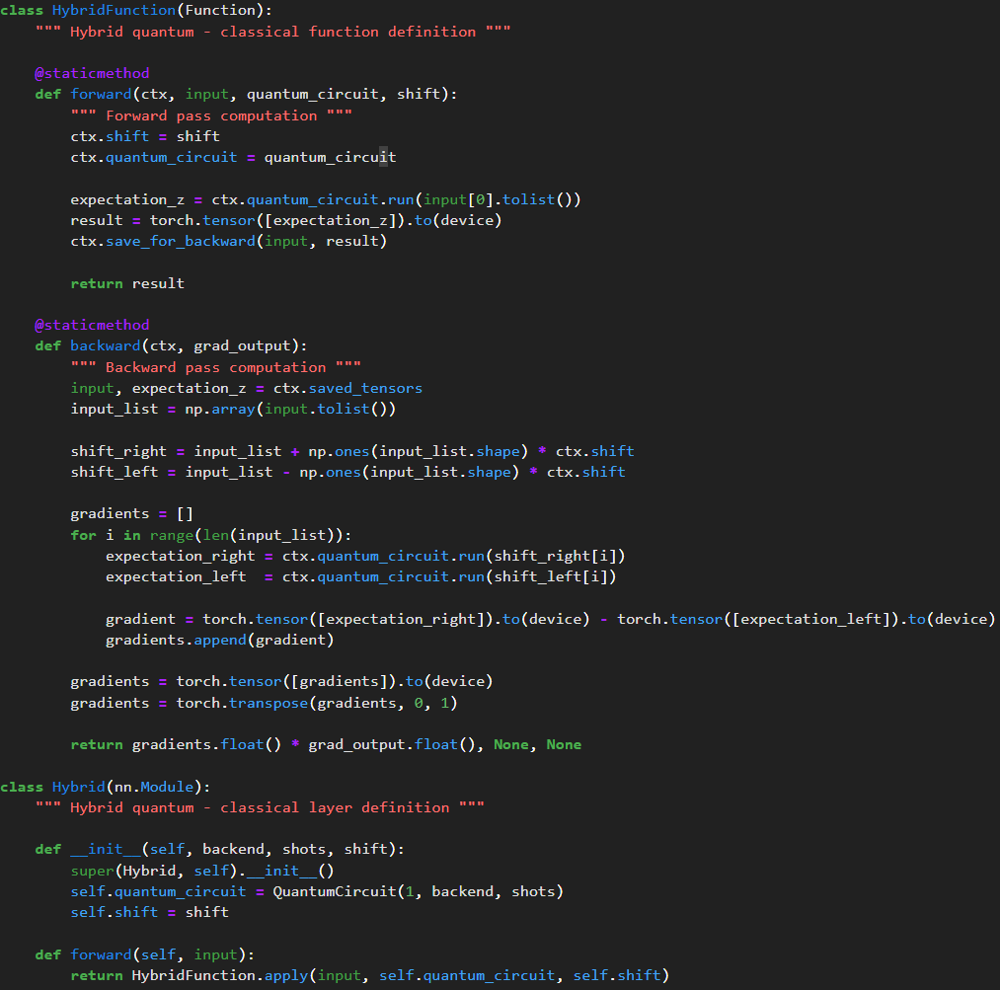 class HybridFunction(Function):
    """ Hybrid quantum - classical function definition """

    @staticmethod
    def forward(ctx, input, quantum_circuit, shift):
        """ Forward pass computation """
        ctx.shift = shift
        ctx.quantum_circuit = quantum_circuit

        expectation_z = ctx.quantum_circuit.run(input[0].tolist())
        result = torch.tensor([expectation_z]).to(device)
        ctx.save_for_backward(input, result)

        return result

    @staticmethod
    def backward(ctx, grad_output):
        """ Backward pass computation """
        input, expectation_z = ctx.saved_tensors
        input_list = np.array(input.tolist())

        shift_right = input_list + np.ones(input_list.shape) * ctx.shift
        shift_left = input_list - np.ones(input_list.shape) * ctx.shift

        gradients = []
        for i in range(len(input_list)):
            expectation_right = ctx.quantum_circuit.run(shift_right[i])
            expectation_left  = ctx.quantum_circuit.run(shift_left[i])

            gradient = torch.tensor([expectation_right]).to(device) - torch.tensor([expectation_left]).to(device)
            gradients.append(gradient)

        gradients = torch.tensor([gradients]).to(device)
        gradients = torch.transpose(gradients, 0, 1)

        return gradients.float() * grad_output.float(), None, None

class Hybrid(nn.Module):
    """ Hybrid quantum - classical layer definition """

    def __init__(self, backend, shots, shift):
        super(Hybrid, self).__init__()
        self.quantum_circuit = QuantumCircuit(1, backend, shots)
        self.shift = shift

    def forward(self, input):
        return HybridFunction.apply(input, self.quantum_circuit, self.shift)